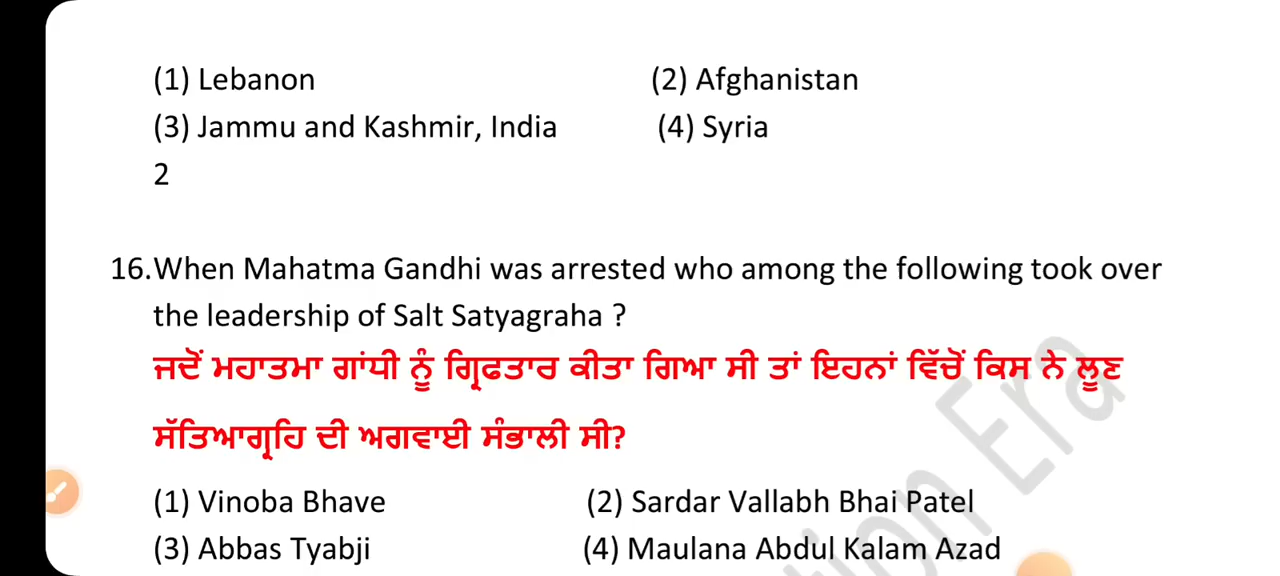 (1) Lebanon (2) Afghanistan
(3) Jammu and Kashmir, India (4) Syria
2
16.When Mahatma Gandhi was arrested who among the following took over
the leadership of Salt Satyagraha ?
ਜਦੋਂ ਮਹਾਤਮਾ ਗਾਂਧੀ ਨੂੰ ਗ੍ਰਿਫਤਾਰ ਕੀਤਾ ਗਿਆ ਸੀ ਤਾਂ ਇਹਨਾਂ ਵਿੱਚੋਂ ਕਿਸ ਨੇ ਲੂਣ
ਸੱਤਿਆਗ੍ਰਹਿ ਦੀ ਅਗਵਾਈ ਸੰਭਾਲੀ ਸੀ?
(1) Vinoba Bhave (2) Sardar Vallabh Bhai Patel
(3) Abbas Tyabji (4) Maulana Abdul Kalam Azad
Era